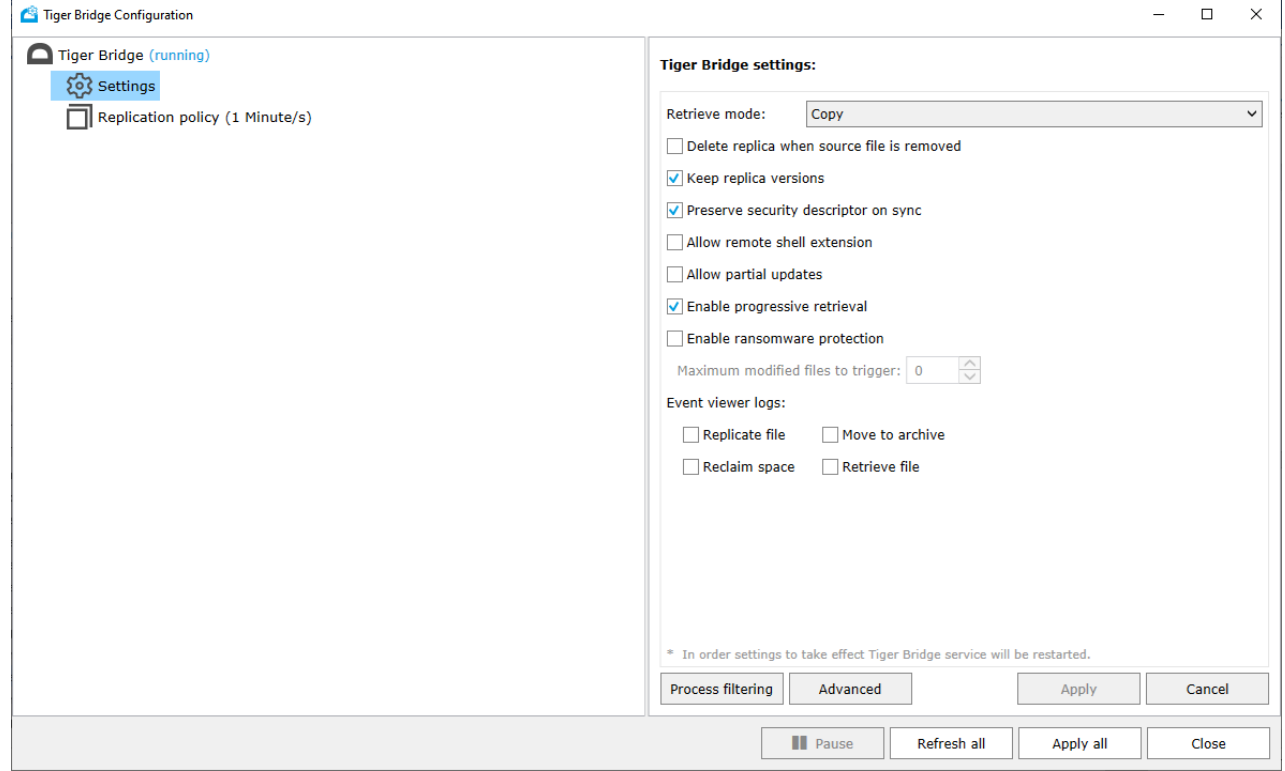 Tiger Bridge Configuration
Tiger Bridge (running)
Settings
Replication policy (1 Minute/s)
Tiger Bridge settings:
Retrieve mode: Copy
Delete replica when source file is removed
Keep replica versions
Preserve security descriptor on sync
Allow remote shell extension
Allow partial updates
Enable progressive retrieval
Enable ransomware protection
Maximum modified files to trigger: 0
Event viewer logs:
Replicate file Move to archive
Reclaim space Retrieve file
* In order settings to take effect Tiger Bridge service will be restarted.
Process filtering Advanced Apply Cancel
Pause Refresh all Apply all Close